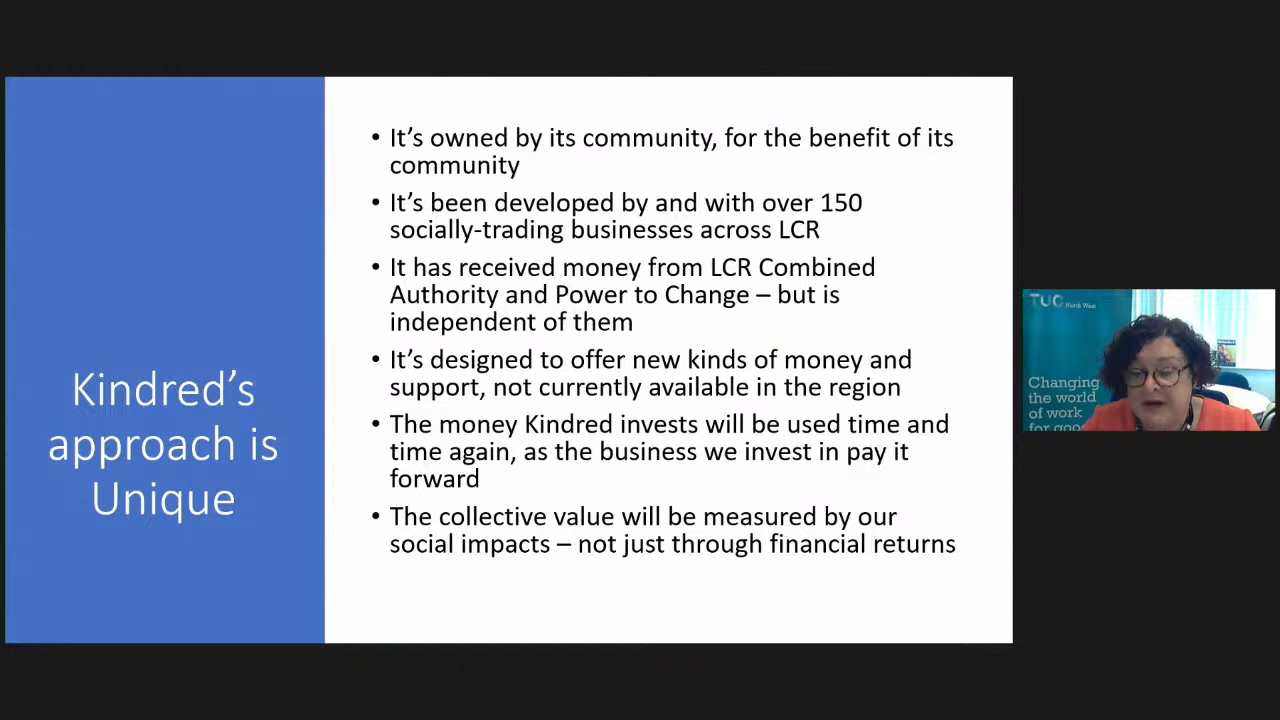 Kindred’s
approach is
Unique
• It’s owned by its community, for the benefit of its
community
• It’s been developed by and with over 150
socially-trading businesses across LCR
• It has received money from LCR Combined
Authority and Power to Change – but is
independent of them
• It’s designed to offer new kinds of money and
support, not currently available in the region
• The money Kindred invests will be used time and
time again, as the business we invest in pay it
forward
• The collective value will be measured by our
social impacts – not just through financial returns
TUC North West
Changing
the world
of work
for good